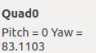 Quad0
Pitch = 0 Yaw =
83.1103